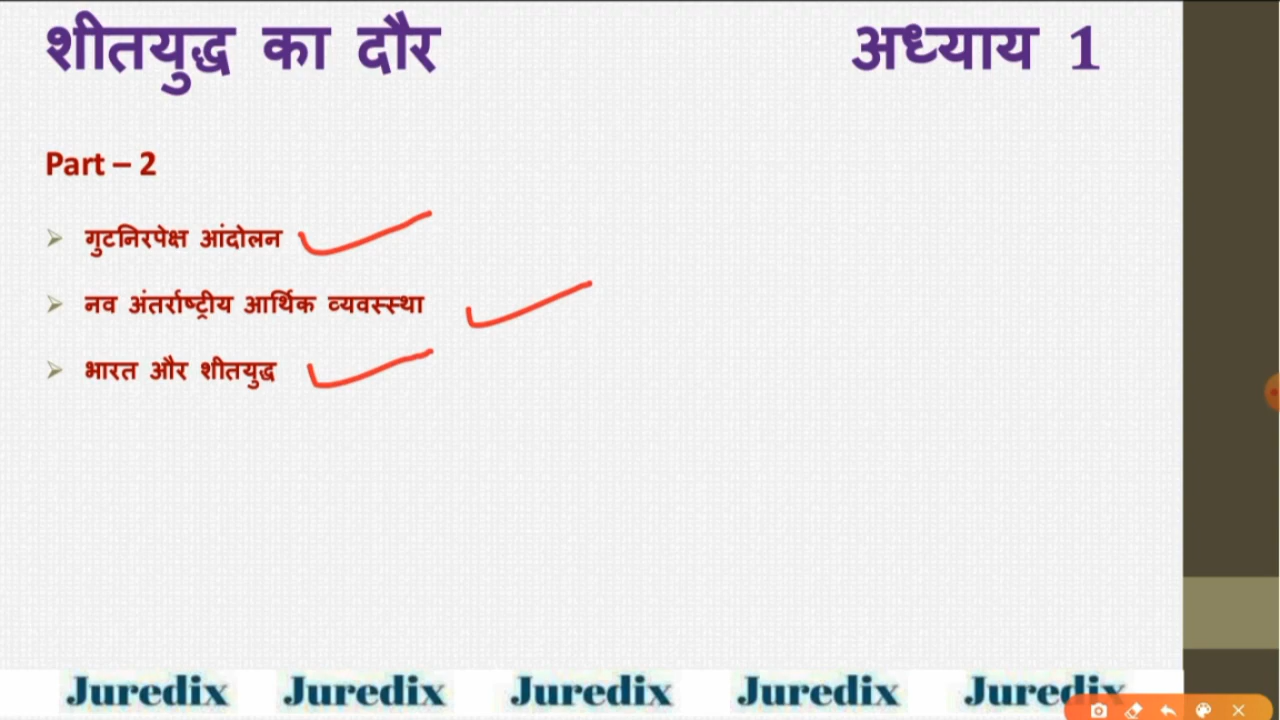 शीतयुद्ध का दौर अध्याय 1
Part – 2
गुटनिरपेक्ष आंदोलन
नव अंतर्राष्ट्रीय आर्थिक व्यवस्स्था
भारत और शीतयुद्ध
Juredix Juredix Juredix Juredix Juredix